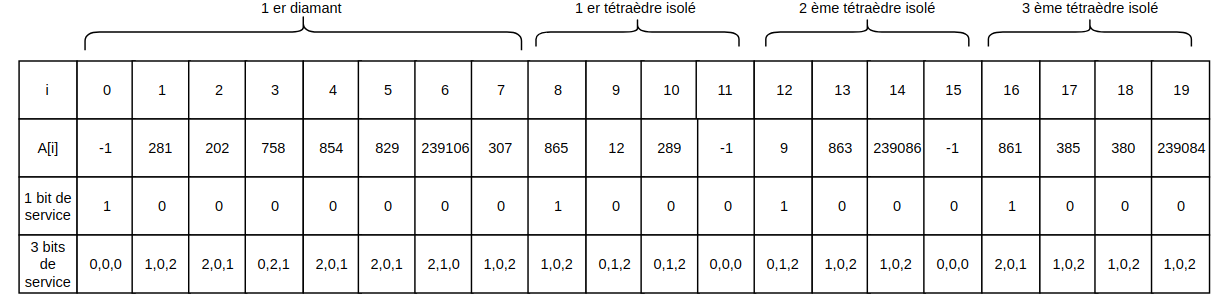 1 er diamant 1 er tétraèdre isolé 2 ème tétraèdre isolé 3 ème tétraèdre isolé
i 0 1 2 3 4 5 6 7 8 9 10 11 12 13 14 15 16 17 18 19
A[i] -1 281 202 758 854 829 239106 307 865 12 289 -1 9 863 239086 -1 861 385 380 239084
1 bit de
service 1 0 0 0 0 0 0 0 1 0 0 0 1 0 0 0 1 0 0 0
3 bits
de
service 0,0,0 1,0,2 2,0,1 0,2,1 2,0,1 2,0,1 2,1,0 1,0,2 1,0,2 0,1,2 0,1,2 0,0,0 0,1,2 1,0,2 1,0,2 0,0,0 2,0,1 1,0,2 1,0,2 1,0,2